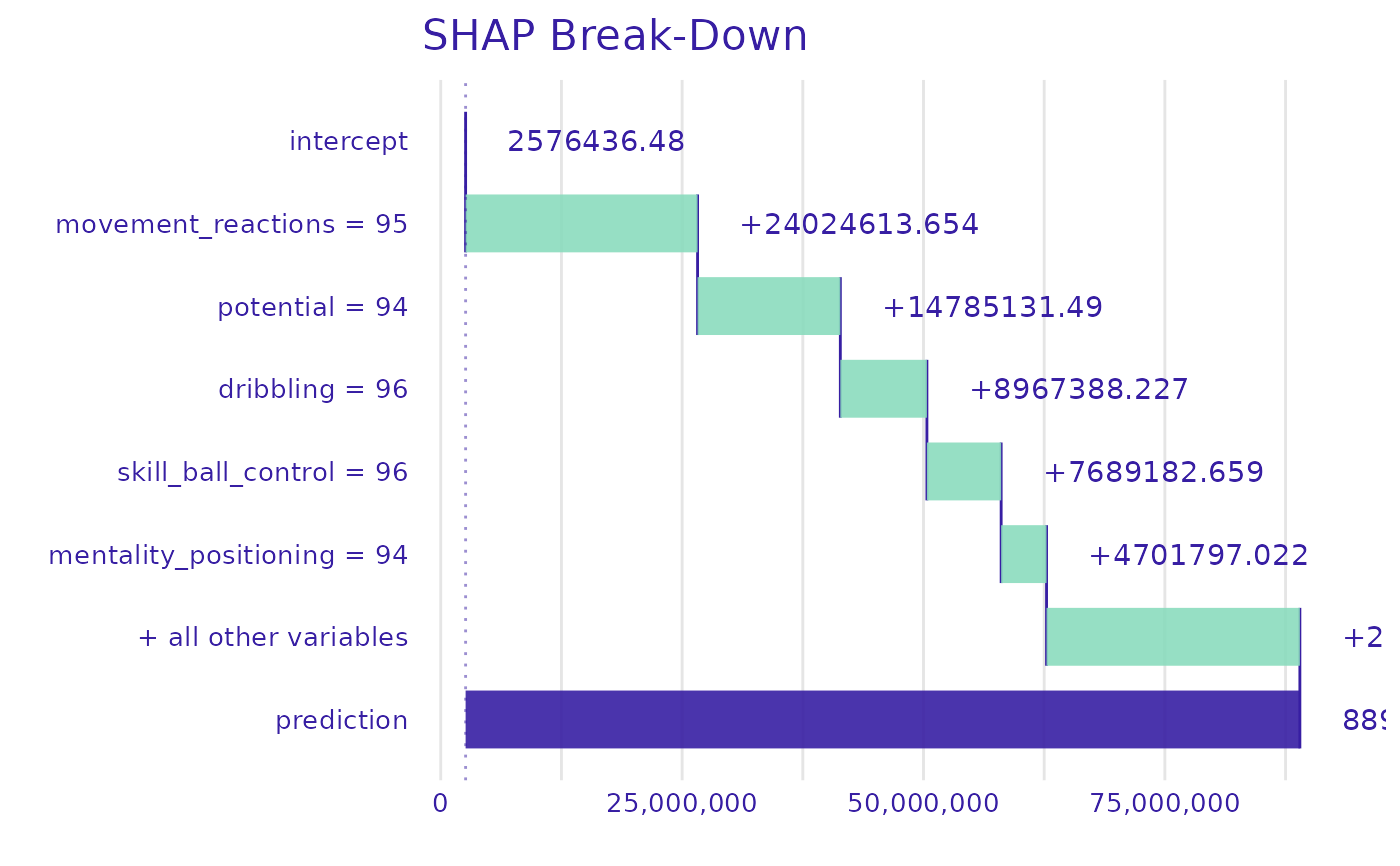 SHAP Break-Down
intercept 2576436.48
movement_reactions = 95 +24024613.654
potential = 94 +14785131.49
dribbling = 96 +8967388.227
skill_ball_control = 96 +7689182.659
mentality_positioning = 94 +4701797.022
+ all other variables +2
prediction 889
0 25,000,000 50,000,000 75,000,000